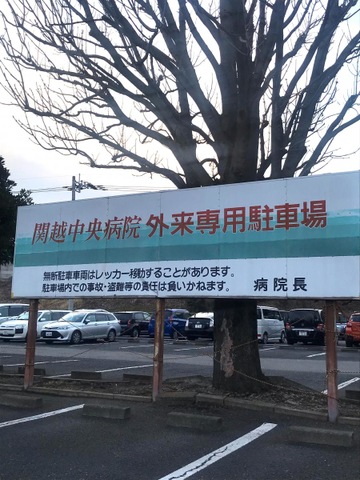 関越中央病院 外来専用駐車場
無断駐車車両はレッカー移動することがあります。
駐車場内での事故・盗難等の責任は負いかねます。 病院長